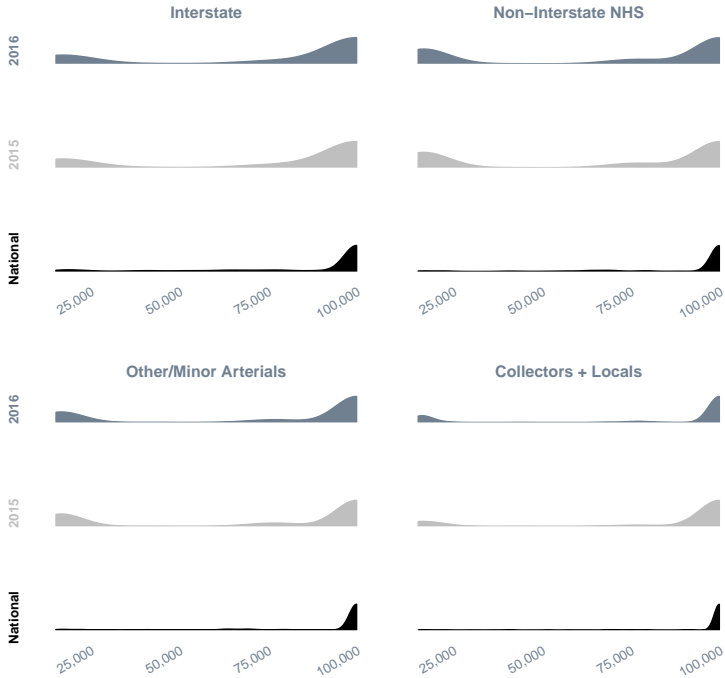 Interstate
Non−Interstate NHS
2016
2015
National
25,000 50,000 75,000 100,000
25,000 50,000 75,000 100,000
Other/Minor Arterials
Collectors + Locals
2016
2015
National
25,000 50,000 75,000 100,000
25,000 50,000 75,000 100,000